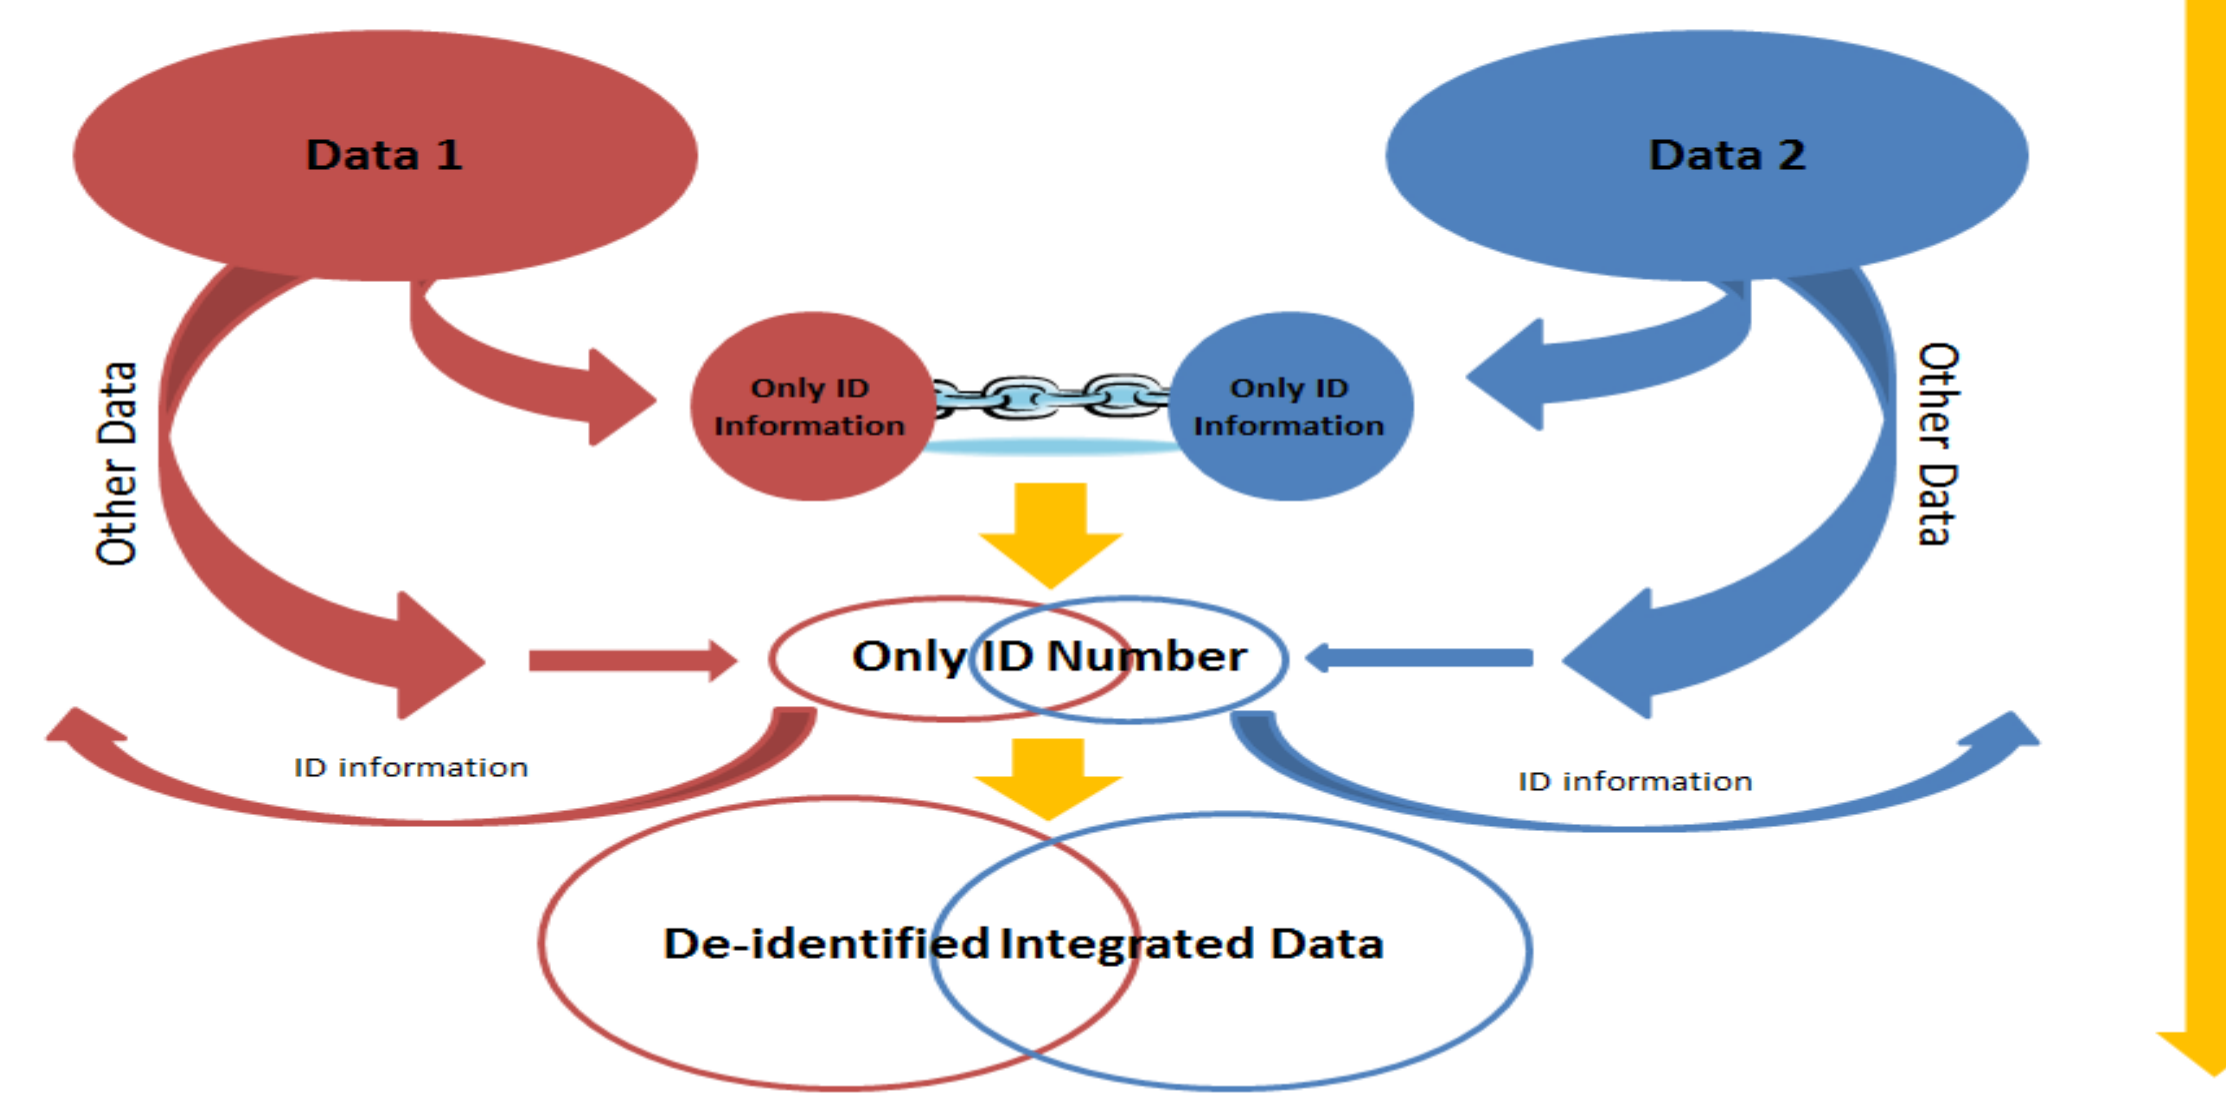 Data 1
Data 2
Only ID
Information
Only ID
Information
Other Data
Other Data
Only ID Number
ID information
ID information
De-identified Integrated Data